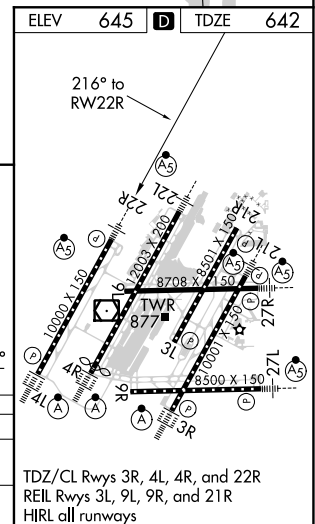 ELEV 645 D TDZE 642
216° to
RW22R
A5
22R
22L
A5
P
21R
A5
21L
P
A5
10000 X 150
12003 X 200
8501 X 150
9L
8708 X 150
P
27R
TWR
877
10001 X 150
P
4R
3L
P
27L
A5
9R
8500 X 150
P
4L
A
A
A
P
3R
TDZ/CL Rwys 3R, 4L, 4R, and 22R
REIL Rwys 3L, 9L, 9R, and 21R
HIRL all runways